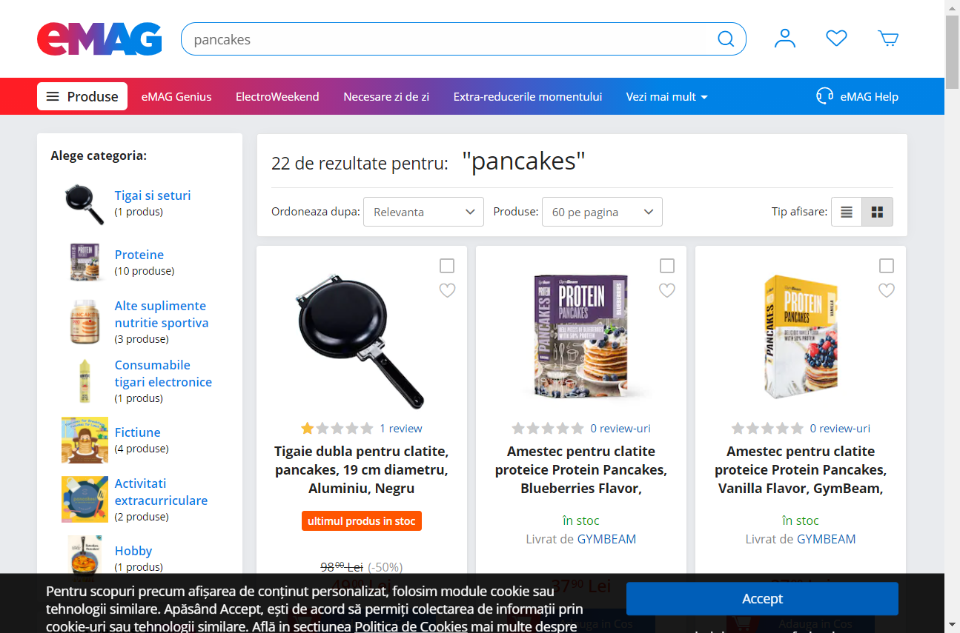 eMAG
pancakes
Produse
eMAG Genius
ElectroWeekend
Necesare zi de zi
Extra-reducerile momentului
Vezi mai mult
eMAG Help
Alege categoria:
Tigai si seturi
(1 produs)
Proteine
(10 produse)
Alte suplimente
nutritie sportiva
(3 produse)
Consumabile
tigari electronice
(1 produs)
Fictiune
(4 produse)
Activitati
extracurriculare
(2 produse)
Hobby
(1 produs)
22 de rezultate pentru: "pancakes"
Ordoneaza dupa:
Relevanta
Produse:
60 pe pagina
Tip afisare:
1 review
Tigaie dubla pentru clatite,
pancakes, 19 cm diametru,
Aluminiu, Negru
ultimul produs in stoc
98⁹⁰ Lei (-50%)
PROTEIN
PANCAKES
0 review-uri
Amestec pentru clatite
proteice Protein Pancakes,
Blueberries Flavor,
în stoc
Livrat de GYMBEAM
37⁹⁰ Lei
PROTEIN
PANCAKES
0 review-uri
Amestec pentru clatite
proteice Protein Pancakes,
Vanilla Flavor, GymBeam,
în stoc
Livrat de GYMBEAM
Pentru scopuri precum afișarea de conținut personalizat, folosim module cookie sau
tehnologii similare. Apăsând Accept, ești de acord să permiți colectarea de informații prin
cookie-uri sau tehnologii similare. Află in sectiunea Politica de Cookies mai multe despre
Accept